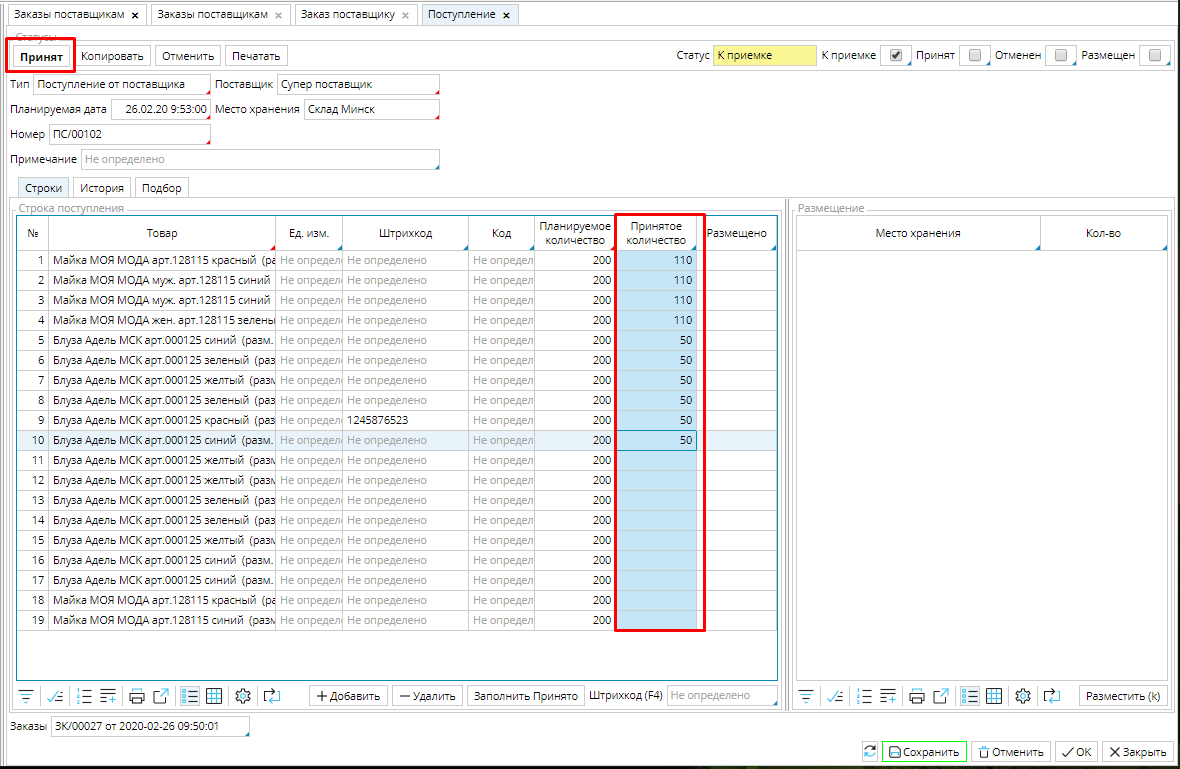 Заказы поставщикам × Заказы поставщикам × Заказ поставщику × Поступление ×
Статусы
Принят Копировать Отменить Печатать Статус К приемке К приемке Принят Отменен Размещен
Тип Поступление от поставщика Поставщик Супер поставщик
Планируемая дата 26.02.20 9:53:00 Место хранения Склад Минск
Номер ПС/00102
Примечание Не определено
Строки История Подбор
Строка поступления Размещение
№ Товар Ед. изм. Штрихкод Код Планируемое количество Принятое количество Размещено Место хранения Кол-во
1 Майка МОЯ МОДА арт.128115 красный (ра Не определе Не определено Не определ 200 110
2 Майка МОЯ МОДА муж. арт.128115 синий Не определе Не определено Не определ 200 110
3 Майка МОЯ МОДА муж. арт.128115 синий Не определе Не определено Не определ 200 110
4 Майка МОЯ МОДА жен. арт.128115 зелены Не определе Не определено Не определ 200 110
5 Блуза Адель МСК арт.000125 синий (разм. Не определе Не определено Не определ 200 50
6 Блуза Адель МСК арт.000125 зеленый (раз Не определе Не определено Не определ 200 50
7 Блуза Адель МСК арт.000125 желтый (разм Не определе Не определено Не определ 200 50
8 Блуза Адель МСК арт.000125 зеленый (раз Не определе Не определено Не определ 200 50
9 Блуза Адель МСК арт.000125 красный (раз Не определе 1245876523 Не определ 200 50
10 Блуза Адель МСК арт.000125 синий (разм. Не определе Не определено Не определ 200 50
11 Блуза Адель МСК арт.000125 желтый (разм Не определе Не определено Не определ 200
12 Блуза Адель МСК арт.000125 желтый (разм Не определе Не определено Не определ 200
13 Блуза Адель МСК арт.000125 зеленый (раз Не определе Не определено Не определ 200
14 Блуза Адель МСК арт.000125 зеленый (раз Не определе Не определено Не определ 200
15 Блуза Адель МСК арт.000125 желтый (разм Не определе Не определено Не определ 200
16 Блуза Адель МСК арт.000125 синий (разм. Не определе Не определено Не определ 200
17 Блуза Адель МСК арт.000125 синий (разм. Не определе Не определено Не определ 200
18 Майка МОЯ МОДА арт.128115 красный (ра Не определе Не определено Не определ 200
19 Майка МОЯ МОДА арт.128115 синий (разм Не определе Не определено Не определ 200
Добавить Удалить Заполнить Принято Штрихкод (F4) Не определено Разместить (k)
Заказы ЗК/00027 от 2020-02-26 09:50:01
Сохранить Отменить OK Закрыть